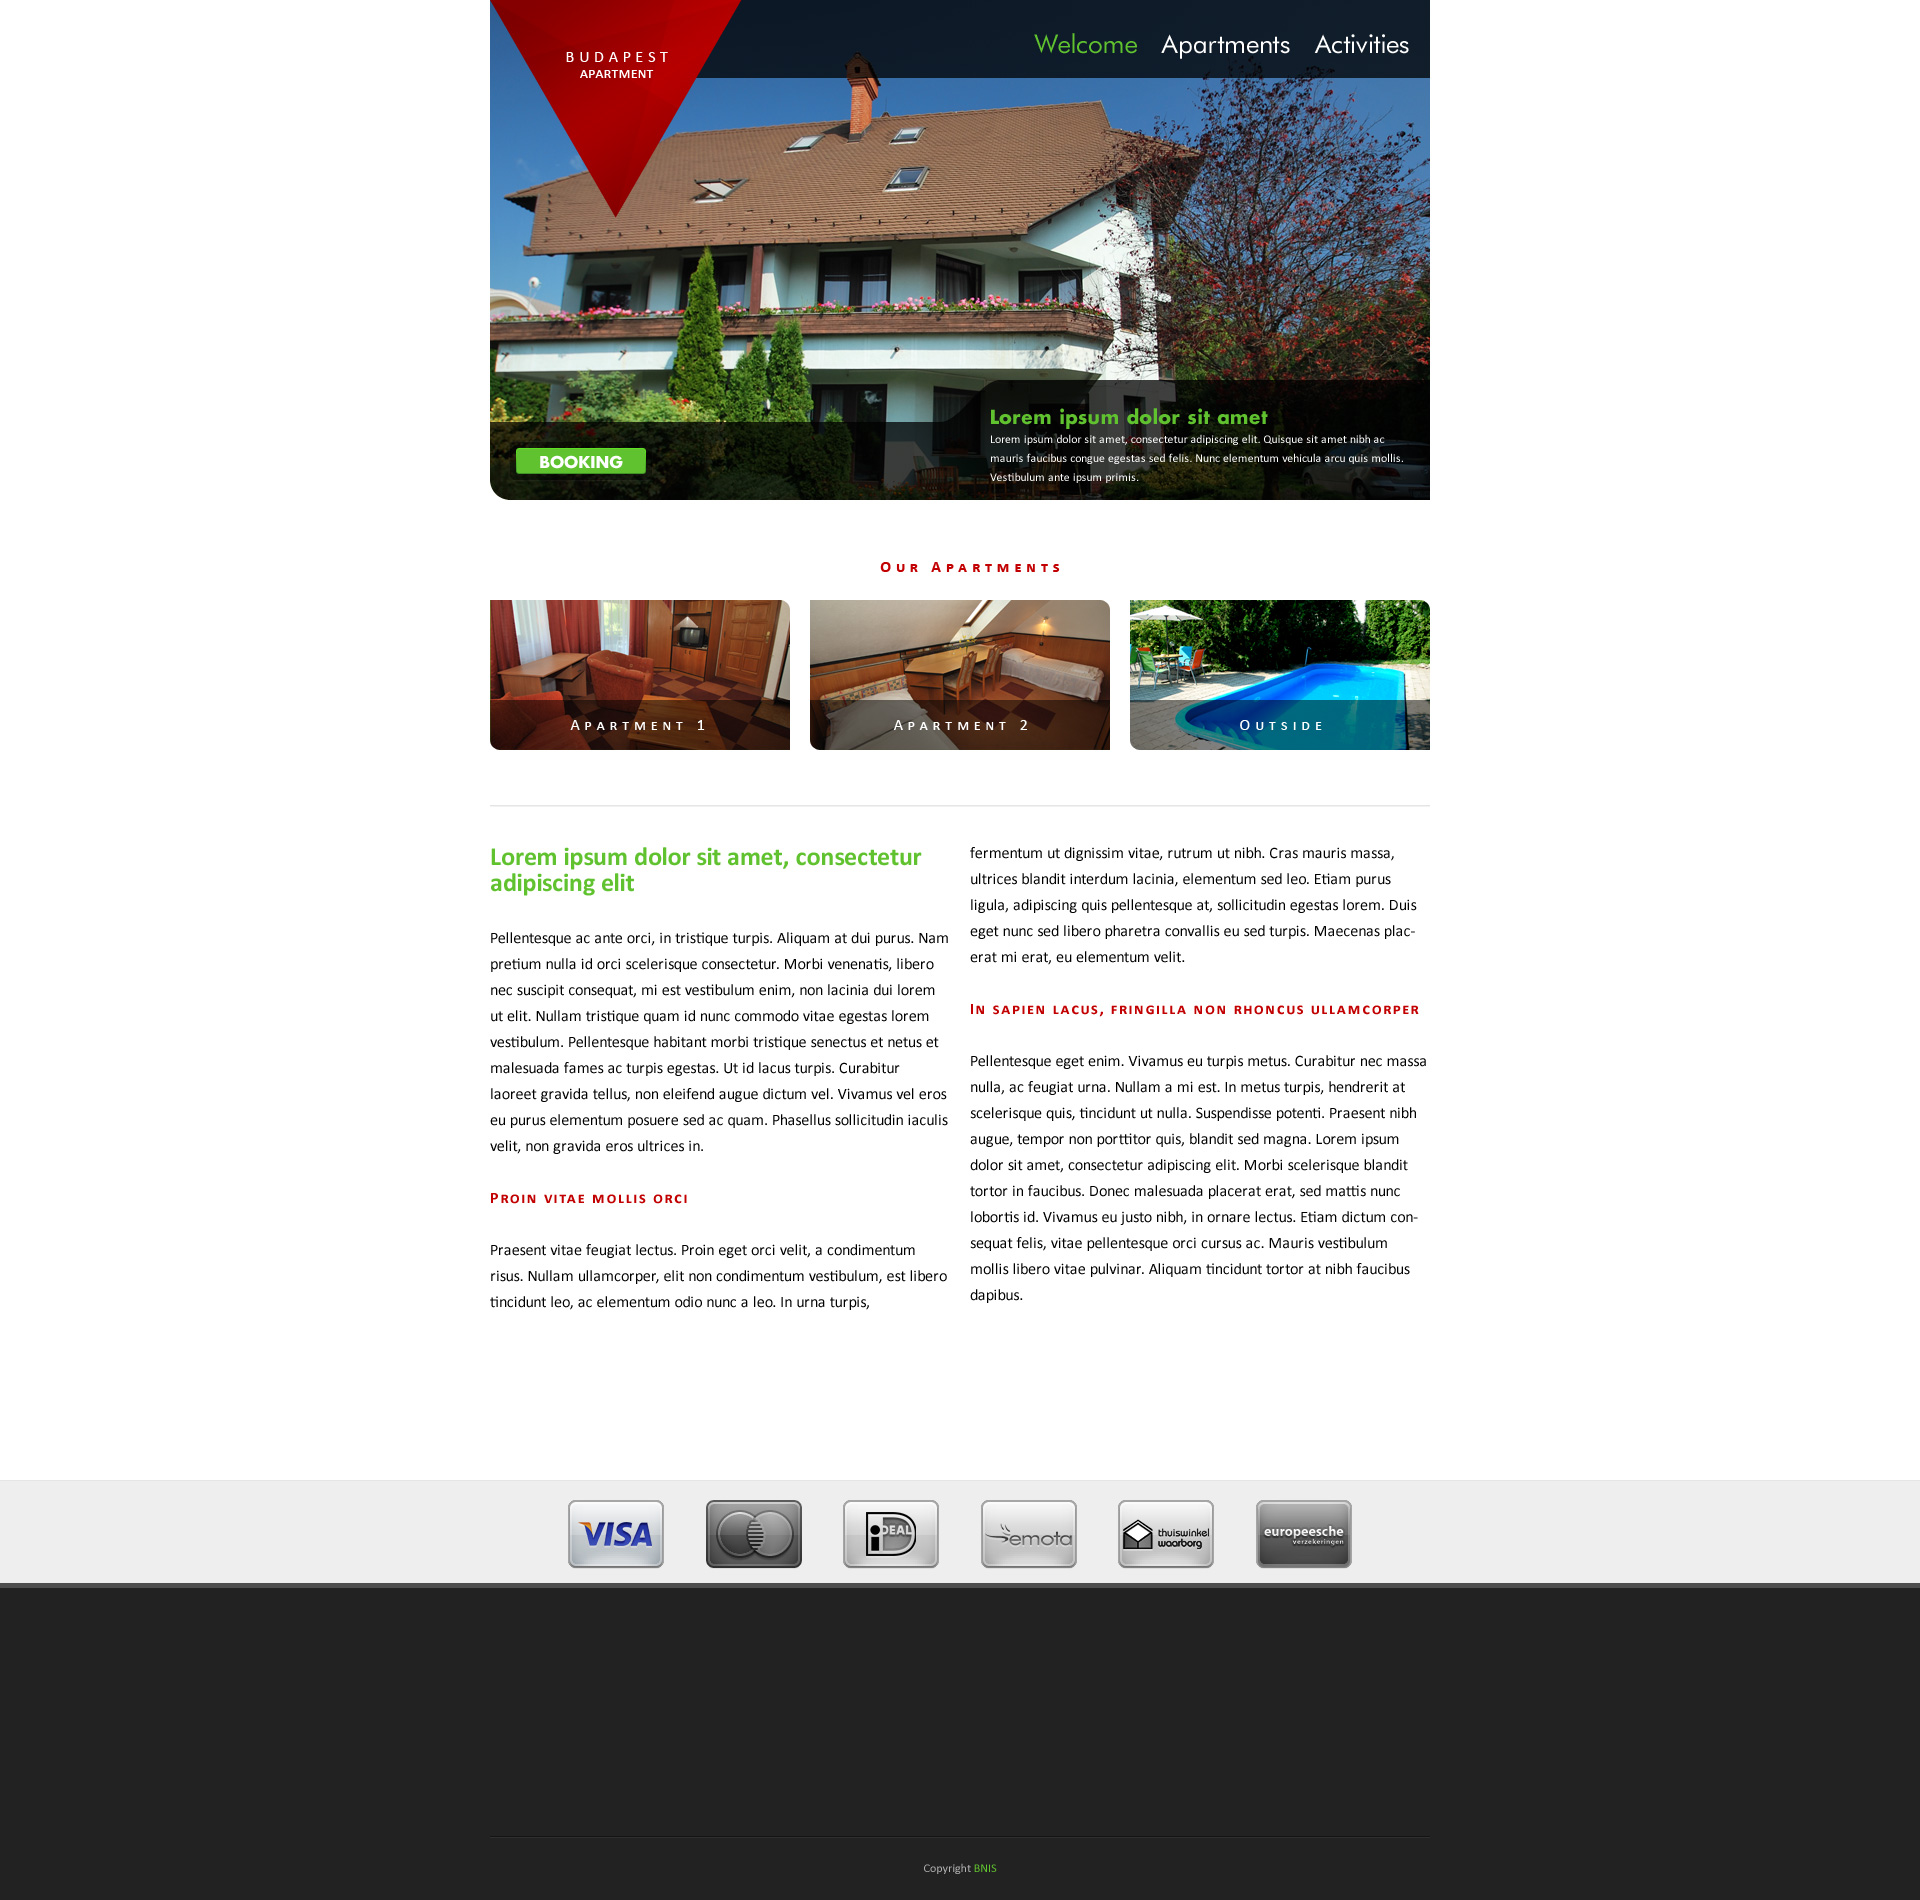 BUDAPEST
APARTMENT
Welcome Apartments Activities
Lorem ipsum dolor sit amet
Lorem ipsum dolor sit amet, consectetur adipiscing elit. Quisque sit amet nibh ac
mauris faucibus congue egestas sed felis. Nunc elementum vehicula arcu quis mollis.
Vestibulum ante ipsum primis.
BOOKING
Our Apartments
Apartment 1
Apartment 2
Outside
Lorem ipsum dolor sit amet, consectetur
adipiscing elit
Pellentesque ac ante orci, in tristique turpis. Aliquam at dui purus. Nam
pretium nulla id orci scelerisque consectetur. Morbi venenatis, libero
nec suscipit consequat, mi est vestibulum enim, non lacinia dui lorem
ut elit. Nullam tristique quam id nunc commodo vitae egestas lorem
vestibulum. Pellentesque habitant morbi tristique senectus et netus et
malesuada fames ac turpis egestas. Ut id lacus turpis. Curabitur
laoreet gravida tellus, non eleifend augue dictum vel. Vivamus vel eros
eu purus elementum posuere sed ac quam. Phasellus sollicitudin iaculis
velit, non gravida eros ultrices in.
Proin vitae mollis orci
Praesent vitae feugiat lectus. Proin eget orci velit, a condimentum
risus. Nullam ullamcorper, elit non condimentum vestibulum, est libero
tincidunt leo, ac elementum odio nunc a leo. In urna turpis,
fermentum ut dignissim vitae, rutrum ut nibh. Cras mauris massa,
ultrices blandit interdum lacinia, elementum sed leo. Etiam purus
ligula, adipiscing quis pellentesque at, sollicitudin egestas lorem. Duis
eget nunc sed libero pharetra convallis eu sed turpis. Maecenas plac-
erat mi erat, eu elementum velit.
In sapien lacus, fringilla non rhoncus ullamcorper
Pellentesque eget enim. Vivamus eu turpis metus. Curabitur nec massa
nulla, ac feugiat urna. Nullam a mi est. In metus turpis, hendrerit at
scelerisque quis, tincidunt ut nulla. Suspendisse potenti. Praesent nibh
augue, tempor non porttitor quis, blandit sed magna. Lorem ipsum
dolor sit amet, consectetur adipiscing elit. Morbi scelerisque blandit
tortor in faucibus. Donec malesuada placerat erat, sed mattis nunc
lobortis id. Vivamus eu justo nibh, in ornare lectus. Etiam dictum con-
sequat felis, vitae pellentesque orci cursus ac. Mauris vestibulum
mollis libero vitae pulvinar. Aliquam tincidunt tortor at nibh faucibus
dapibus.
VISA
iDEAL
emota
thuiswinkel
waarborg
europeesche
verzekeringen
Copyright BNIS